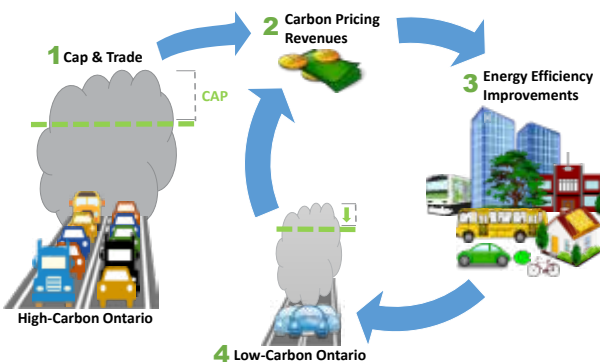 1 Cap & Trade
CAP
High-Carbon Ontario
2 Carbon Pricing
Revenues
3 Energy Efficiency
Improvements
4 Low-Carbon Ontario